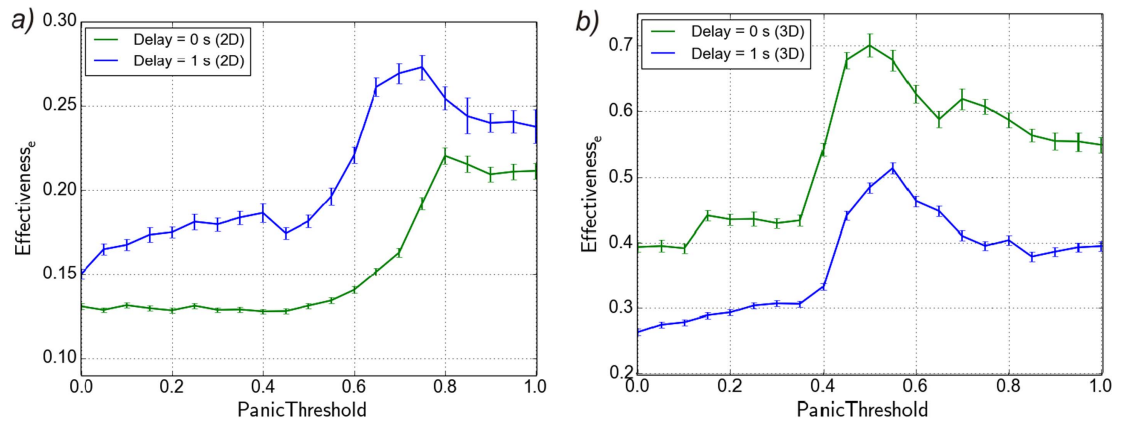 a)
0.30
0.25
0.20
0.15
0.10
Effectiveness_e
Delay = 0 s (2D)
Delay = 1 s (2D)
0.0 0.2 0.4 0.6 0.8 1.0
PanicThreshold
b)
0.7
0.6
0.5
0.4
0.3
0.2
Effectiveness_e
Delay = 0 s (3D)
Delay = 1 s (3D)
0.0 0.2 0.4 0.6 0.8 1.0
PanicThreshold